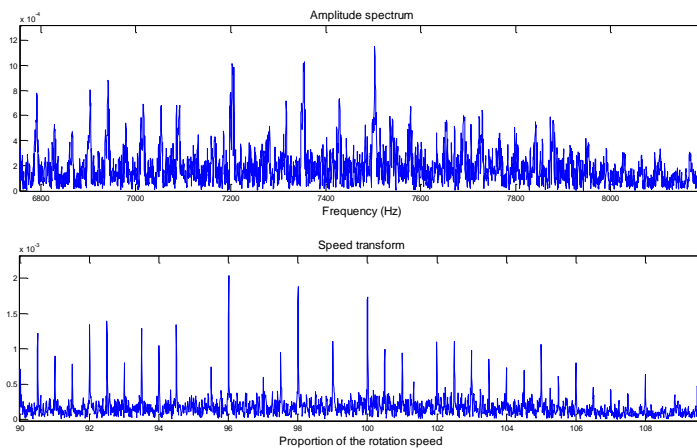 Amplitude spectrum
x 10⁻⁴
12
10
8
6
4
2
0
6800 7000 7200 7400 7600 7800 8000
Frequency (Hz)
Speed transform
x 10⁻³
2
1.5
1
0.5
0
90 92 94 96 98 100 102 104 106 108
Proportion of the rotation speed